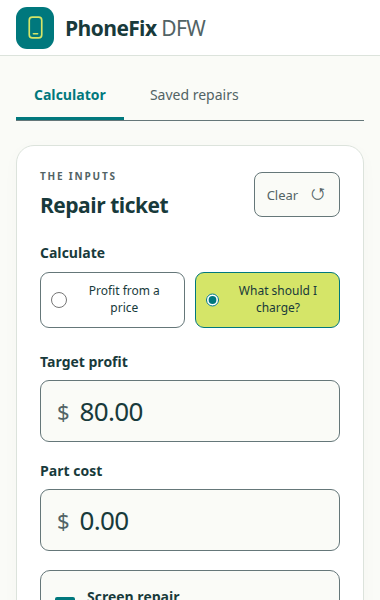 PhoneFix DFW
Calculator
Saved repairs
THE INPUTS
Repair ticket
Clear
Calculate
Profit from a
price
What should I
charge?
Target profit
$ 80.00
Part cost
$ 0.00
Screen repair